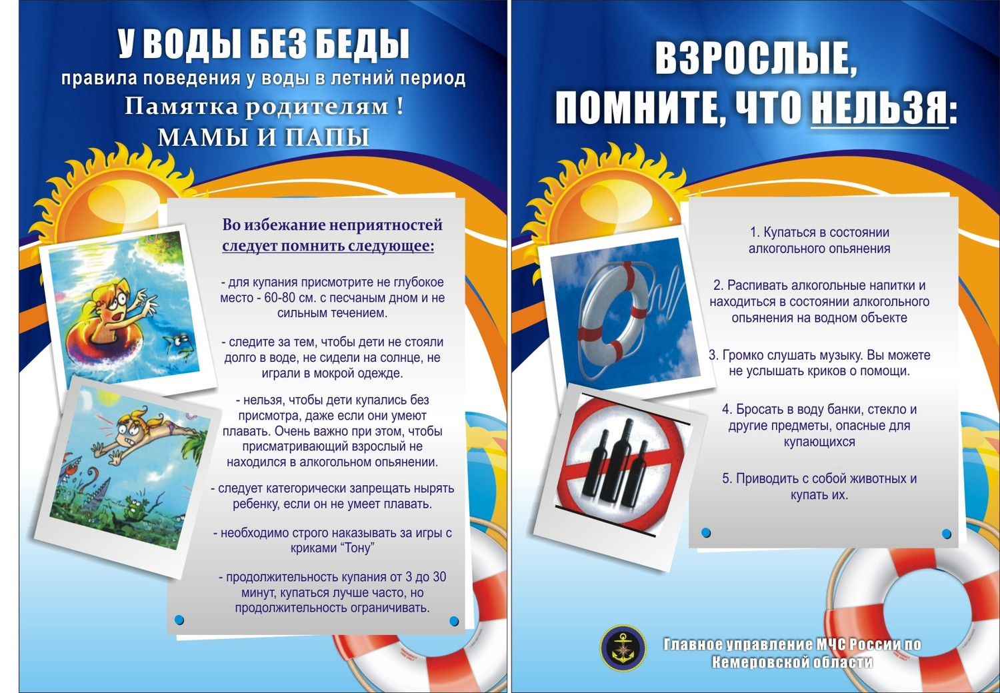 У ВОДЫ БЕЗ БЕДЫ
правила поведения у воды в летний период
Памятка родителям !
МАМЫ И ПАПЫ
Во избежание неприятностей
следует помнить следующее:
- для купания присмотрите не глубокое
место - 60-80 см. с песчаным дном и не
сильным течением.
- следите за тем, чтобы дети не стояли
долго в воде, не сидели на солнце, не
играли в мокрой одежде.
- нельзя, чтобы дети купались без
присмотра, даже если они умеют
плавать. Очень важно при этом, чтобы
присматривающий взрослый не
находился в алкогольном опьянении.
- следует категорически запрещать нырять
ребенку, если он не умеет плавать.
- необходимо строго наказывать за игры с
криками “Тону”
- продолжительность купания от 3 до 30
минут, купаться лучше часто, но
продолжительность ограничивать.
ВЗРОСЛЫЕ,
ПОМНИТЕ, ЧТО НЕЛЬЗЯ:
1. Купаться в состоянии
алкогольного опьянения
2. Распивать алкогольные напитки и
находиться в состоянии алкогольного
опьянения на водном объекте
3. Громко слушать музыку. Вы можете
не услышать криков о помощи.
4. Бросать в воду банки, стекло и
другие предметы, опасные для
купающихся
5. Приводить с собой животных и
купать их.
Главное управление МЧС России по
Кемеровской области